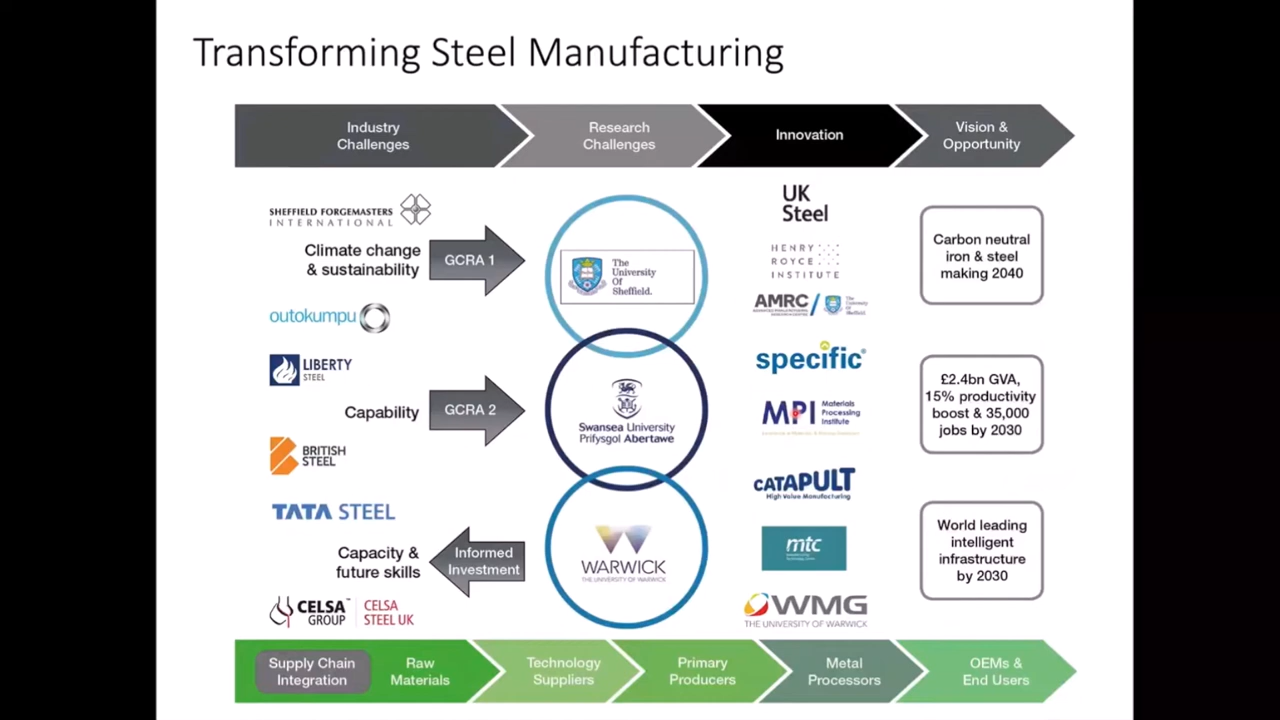 Transforming Steel Manufacturing
Industry
Challenges
Research
Challenges
Innovation
Vision &
Opportunity
SHEFFIELD FORGEMASTERS
INTERNATIONAL
Climate change
& sustainability
GCRA 1
outokumpu
LIBERTY
STEEL
Capability
GCRA 2
BRITISH
STEEL
TATA STEEL
Capacity &
future skills
Informed
Investment
CELSA
GROUP™
CELSA
STEEL UK
The
University
Of
Sheffield.
Swansea University
Prifysgol Abertawe
WARWICK
THE UNIVERSITY OF WARWICK
UK
Steel
HENRY
ROYCE
INSTITUTE
AMRC
The
University
Of
Sheffield.
specific®
MPI
Materials
Processing
Institute
CATAPULT
High Value Manufacturing
mtc
WMG
THE UNIVERSITY OF WARWICK
Carbon neutral
iron & steel
making 2040
£2.4bn GVA,
15% productivity
boost & 35,000
jobs by 2030
World leading
intelligent
infrastructure
by 2030
Supply Chain
Integration
Raw
Materials
Technology
Suppliers
Primary
Producers
Metal
Processors
OEMs &
End Users